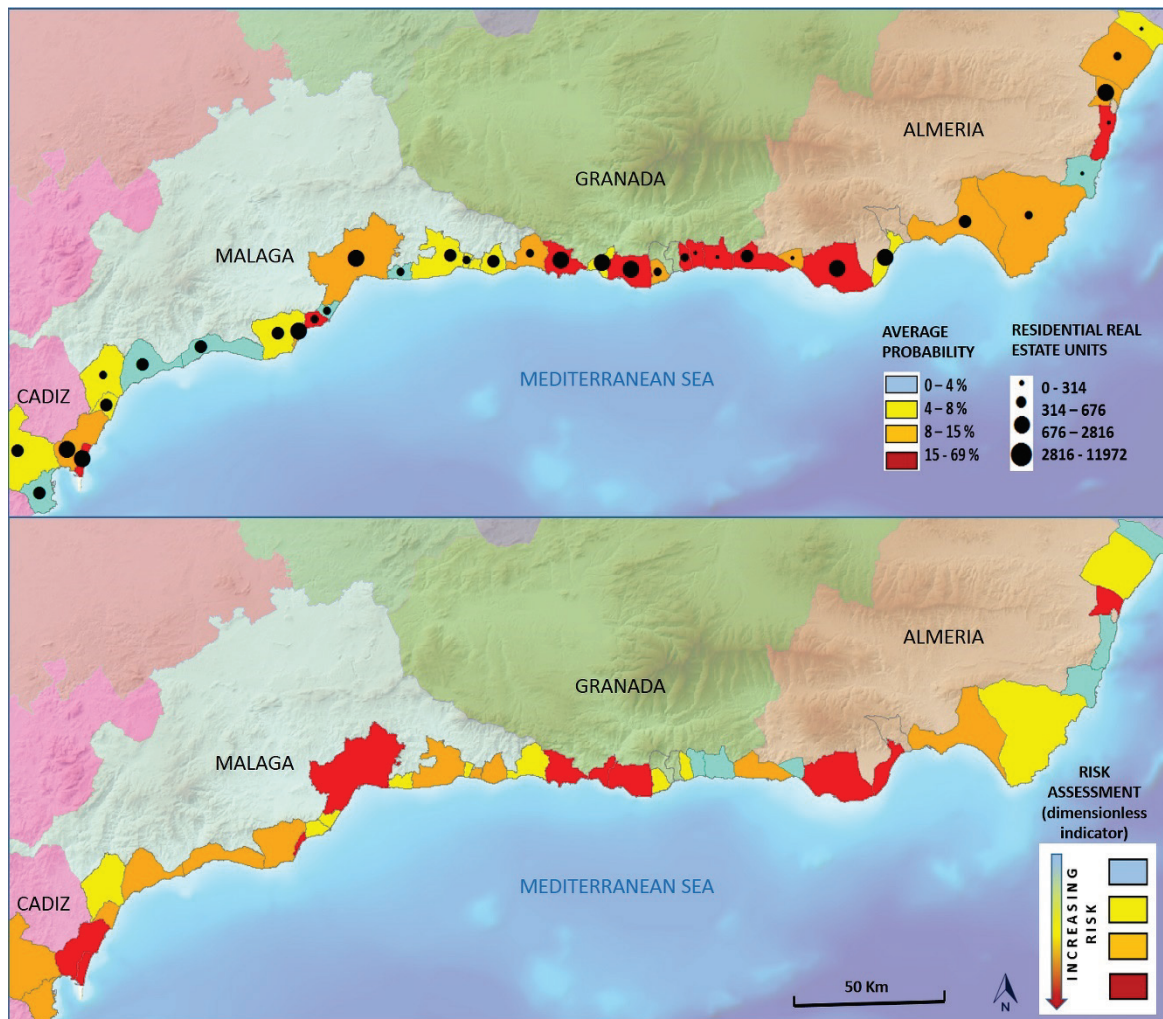 ALMERIA
GRANADA
MALAGA
CADIZ
MEDITERRANEAN SEA
AVERAGE
PROBABILITY
0 – 4 %
4 – 8 %
8 – 15 %
15 - 69 %
RESIDENTIAL REAL
ESTATE UNITS
0 - 314
314 – 676
676 – 2816
2816 - 11972
ALMERIA
GRANADA
MALAGA
CADIZ
MEDITERRANEAN SEA
RISK
ASSESSMENT
(dimensionless
indicator)
INCREASING
RISK
50 Km
N